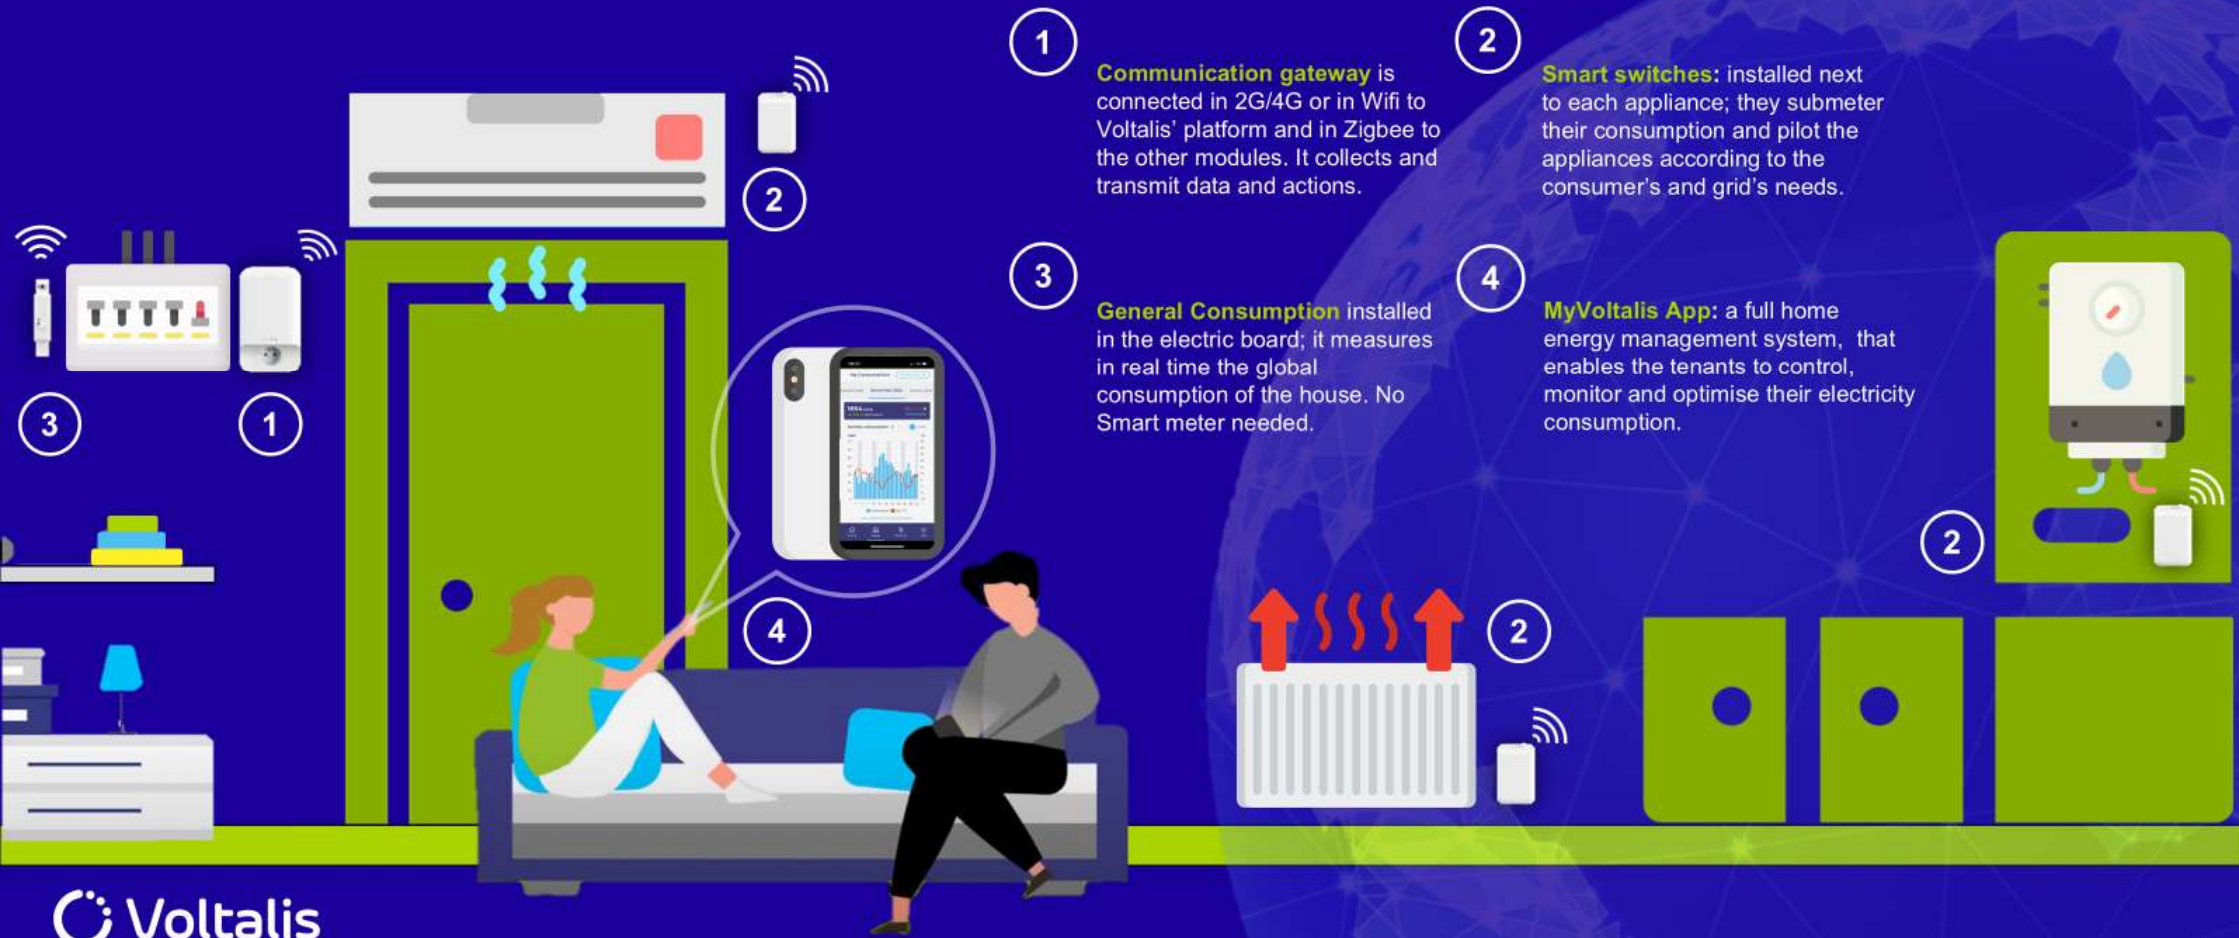 1
Communication gateway is
connected in 2G/4G or in Wifi to
Voltalis' platform and in Zigbee to
the other modules. It collects and
transmit data and actions.
2
Smart switches: installed next
to each appliance; they submeter
their consumption and pilot the
appliances according to the
consumer's and grid's needs.
3
General Consumption installed
in the electric board; it measures
in real time the global
consumption of the house. No
Smart meter needed.
4
MyVoltalis App: a full home
energy management system, that
enables the tenants to control,
monitor and optimise their electricity
consumption.
2
3
1
4
2
2
My Consumption
Voltalis